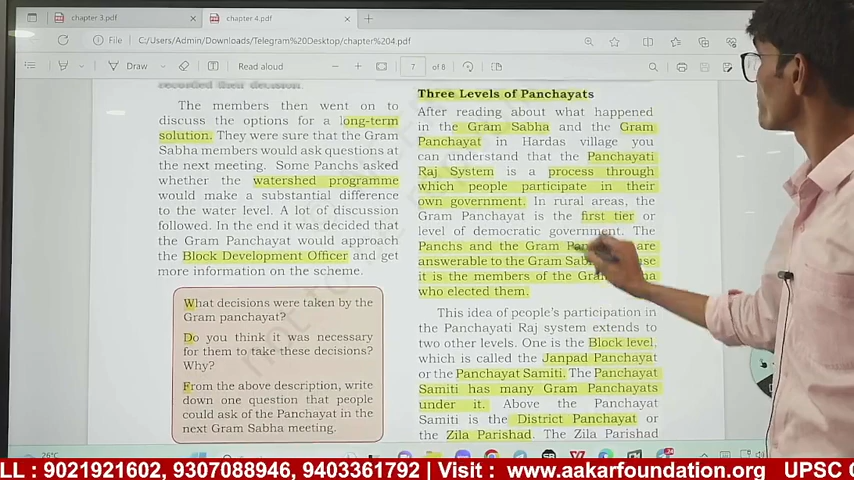 chapter 3.pdf
chapter 4.pdf
File
C:/Users/Admin/Downloads/Telegram%20Desktop/chapter%204.pdf
Draw
Read aloud
7 of 8
recorded their decision
The members then went on to
discuss the options for a long-term
solution. They were sure that the Gram
Sabha members would ask questions at
the next meeting. Some Panchs asked
whether the watershed programme
would make a substantial difference
to the water level. A lot of discussion
followed. In the end it was decided that
the Gram Panchayat would approach
the Block Development Officer and get
more information on the scheme.
What decisions were taken by the
Gram panchayat?
Do you think it was necessary
for them to take these decisions?
Why?
From the above description, write
down one question that people
could ask of the Panchayat in the
next Gram Sabha meeting.
Three Levels of Panchayats
After reading about what happened
in the Gram Sabha and the Gram
Panchayat in Hardas village you
can understand that the Panchayati
Raj System is a process through
which people participate in their
own government. In rural areas, the
Gram Panchayat is the first tier or
level of democratic government. The
Panchs and the Gram are
answerable to the Gram
it is the members of the
who elected them.
This idea of people's participation in
the Panchayati Raj system extends to
two other levels. One is the Block level,
which is called the Janpad Panchayat
or the Panchayat Samiti. The Panchayat
Samiti has many Gram Panchayats
under it. Above the Panchayat
Samiti is the District Panchayat or
the Zila Parishad. The Zila Parishad
26°C
LL : 9021921602, 9307088946, 9403361792 | Visit : www.aakarfoundation.org UPSC